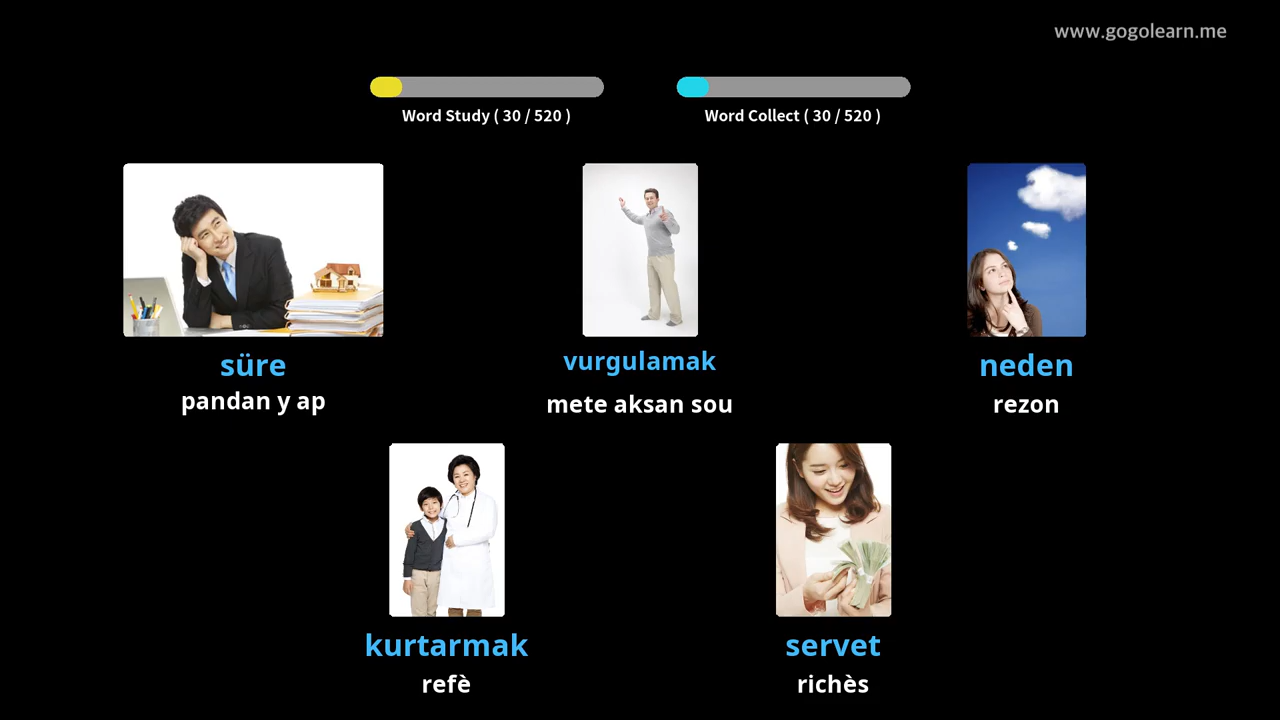 www.gogolearn.me
Word Study ( 30 / 520 )
Word Collect ( 30 / 520 )
süre
pandan y ap
vurgulamak
mete aksan sou
neden
rezon
kurtarmak
refè
servet
richès